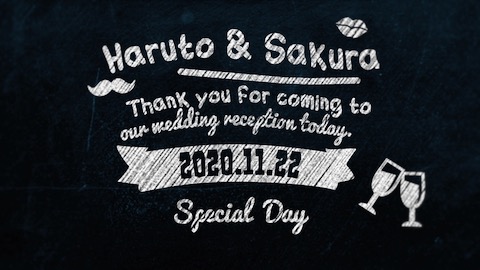 Haruto & Sakura
Thank you for coming to
our wedding reception today.
2020.11.22
Special Day